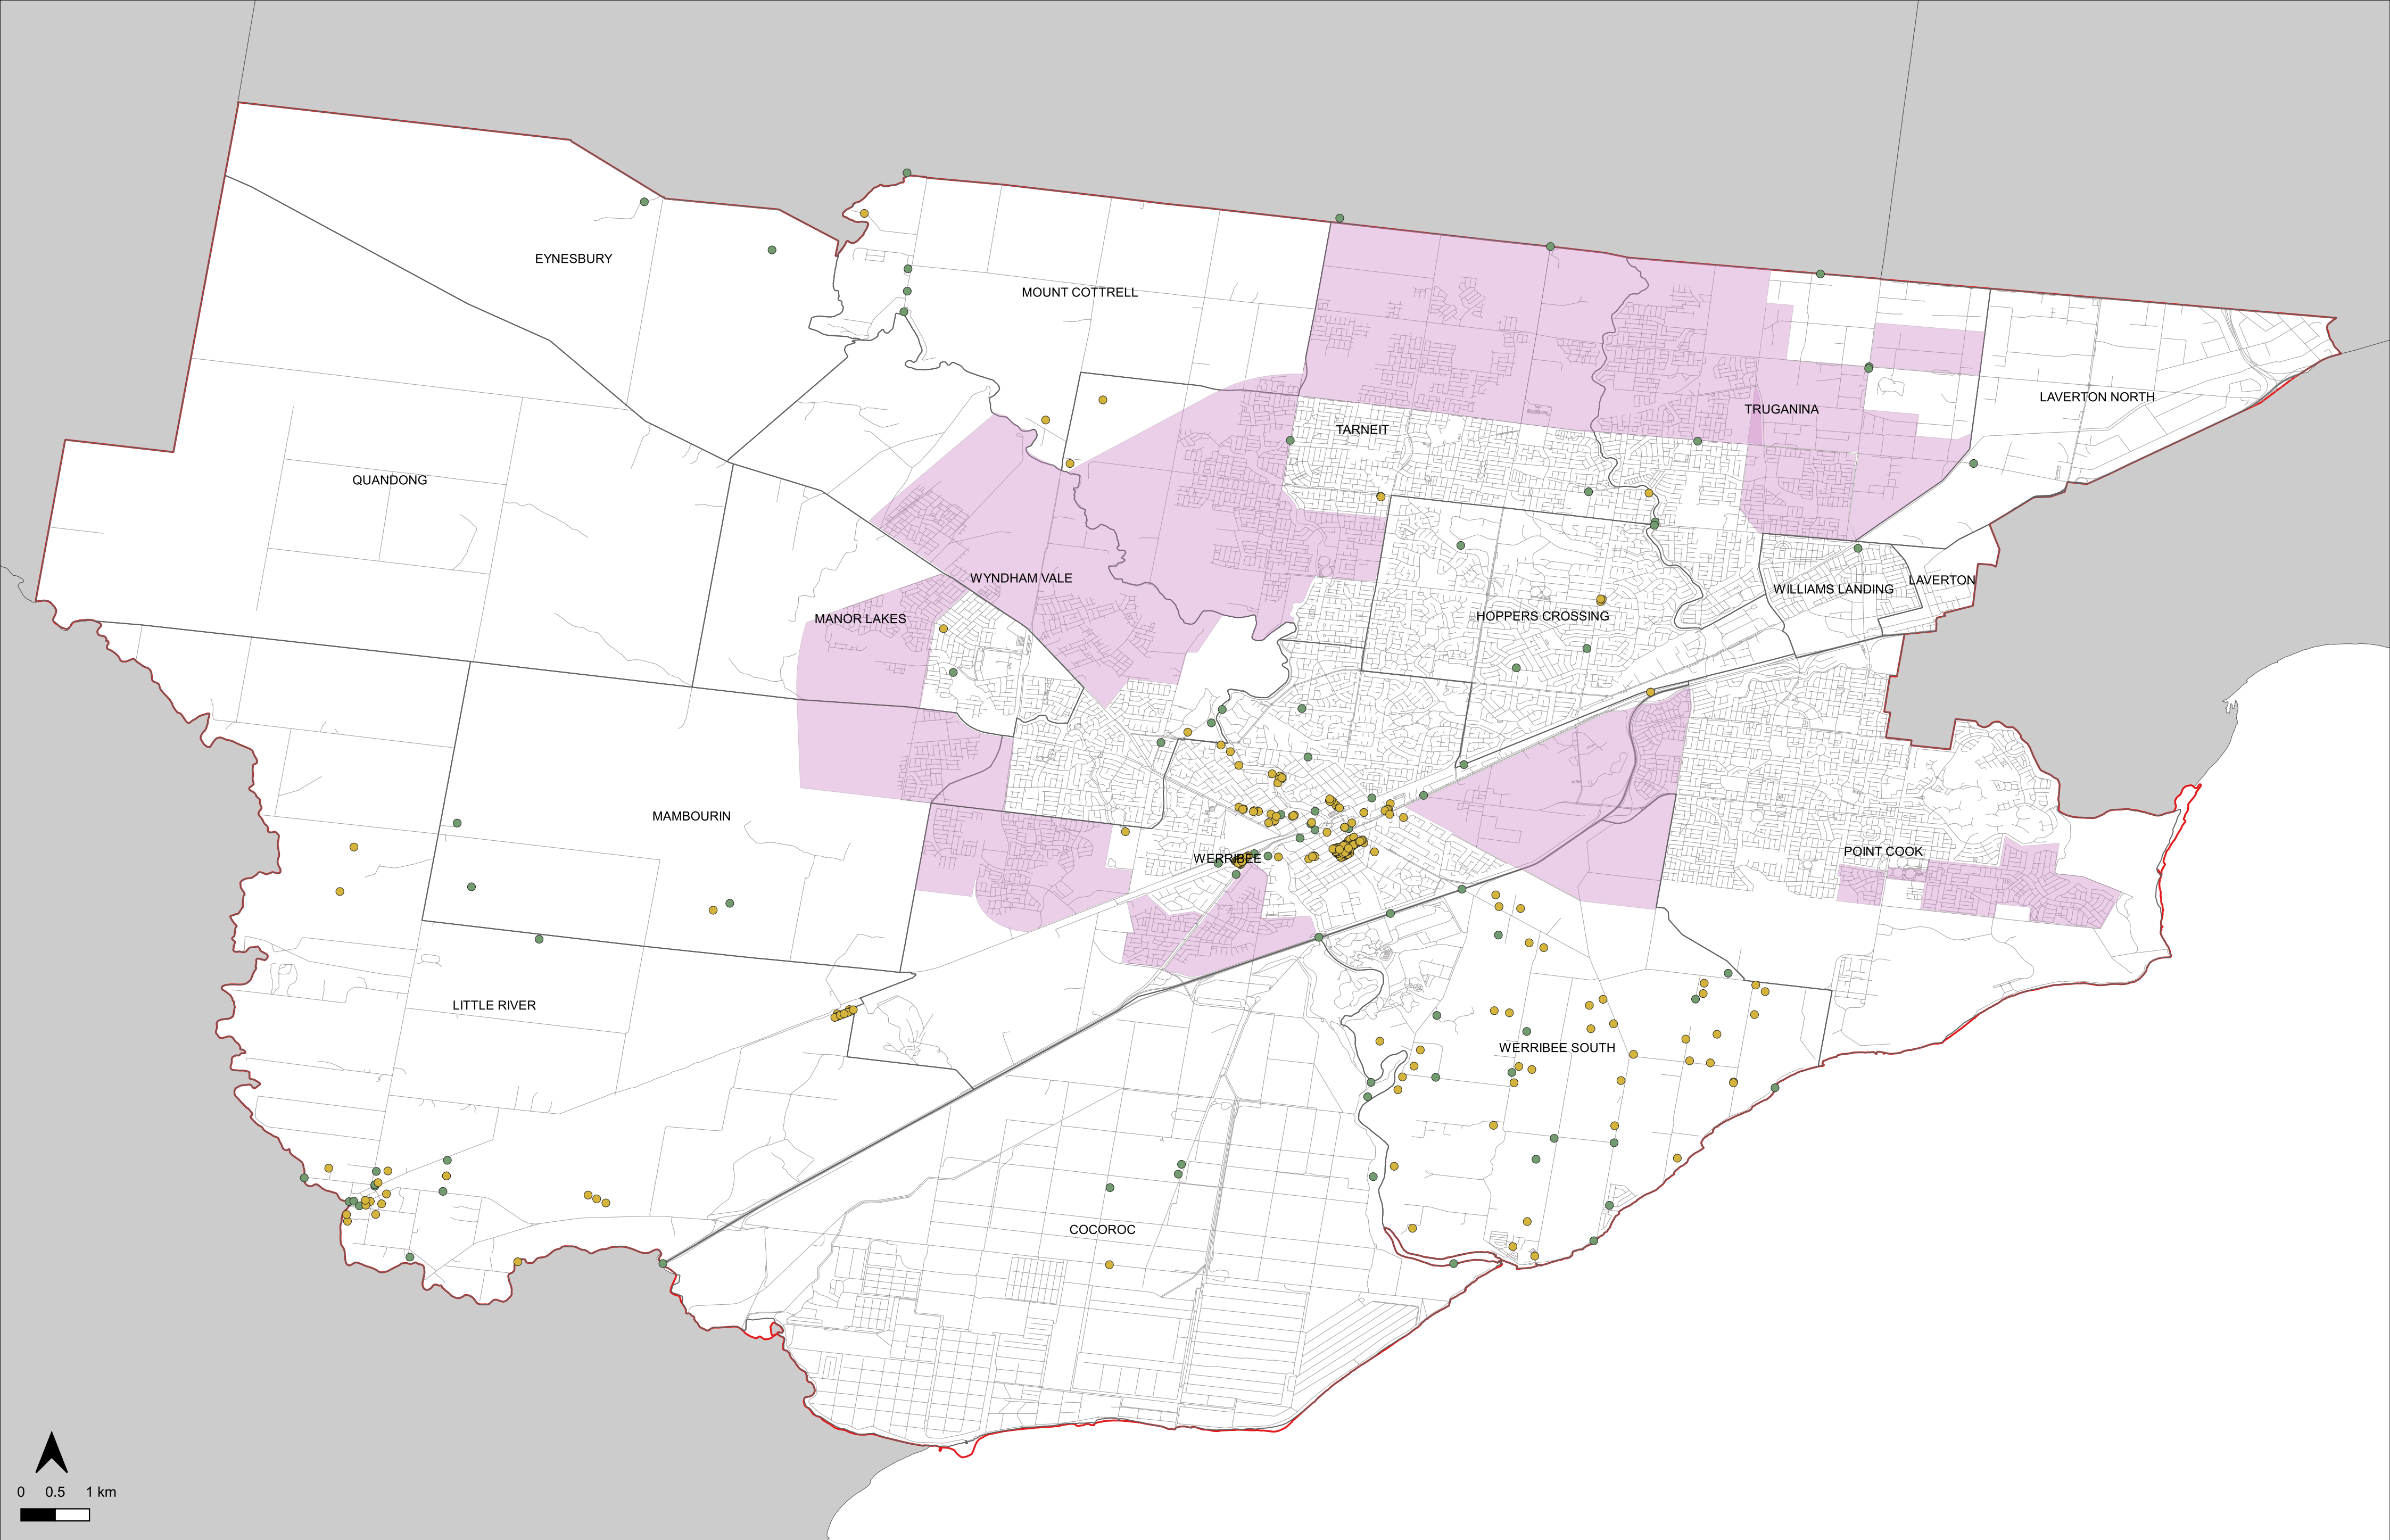 EYNESBURY
MOUNT COTTRELL
LAVERTON NORTH
TRUGANINA
TARNEIT
QUANDONG
WYNDHAM VALE
LAVERTON
WILLIAMS LANDING
HOPPERS CROSSING
MANOR LAKES
MAMBOURIN
POINT COOK
WERRIBEE
LITTLE RIVER
WERRIBEE SOUTH
COCOROC
0 0.5 1 km